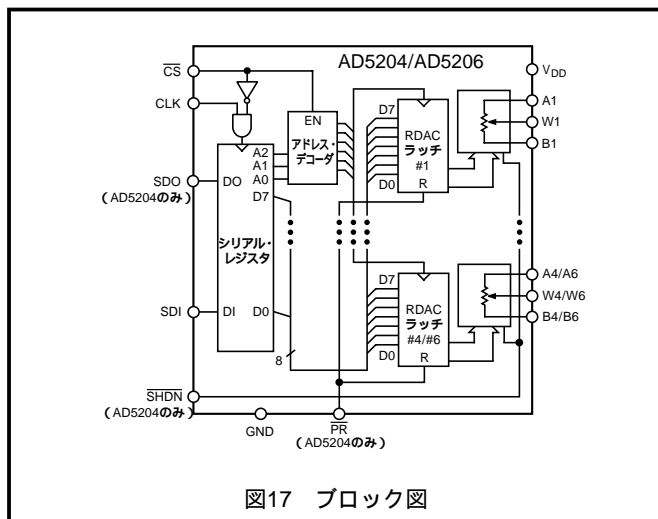 AD5204/AD5206
CS
CLK
SDO
(AD5204のみ)
SDI
SHDN
(AD5204のみ)
GND
PR
(AD5204のみ)
EN
アドレス・
デコーダ
A2
A1
A0
DO
D7
シリアル・
レジスタ
DI
D0
8
D7
RDAC
ラッチ
#1
D0
R
D7
RDAC
ラッチ
#4/#6
D0
R
VDD
A1
W1
B1
A4/A6
W4/W6
B4/B6
図17 ブロック図